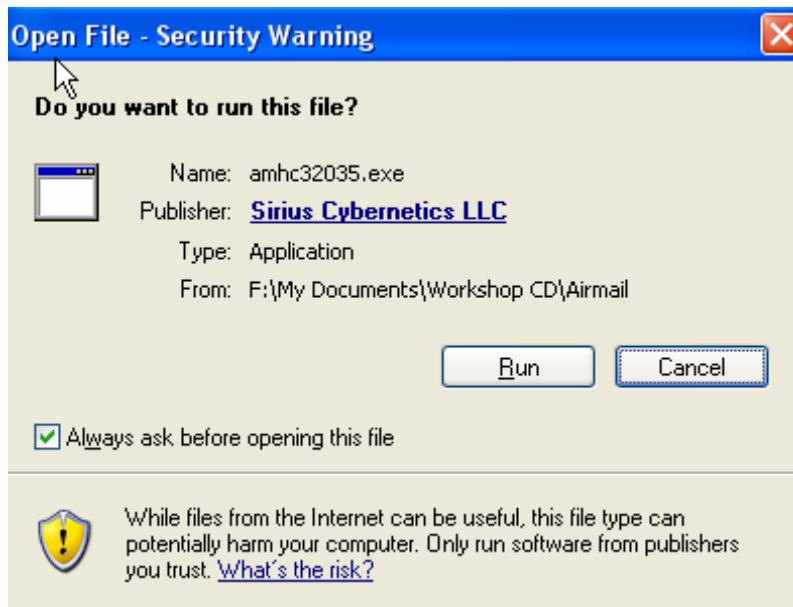 Open File - Security Warning
Do you want to run this file?
Name: amhc32035.exe
Publisher: Sirius Cybernetics LLC
Type: Application
From: F:\My Documents\Workshop CD\Airmail
Run Cancel
Always ask before opening this file
While files from the Internet can be useful, this file type can
potentially harm your computer. Only run software from publishers
you trust. What's the risk?